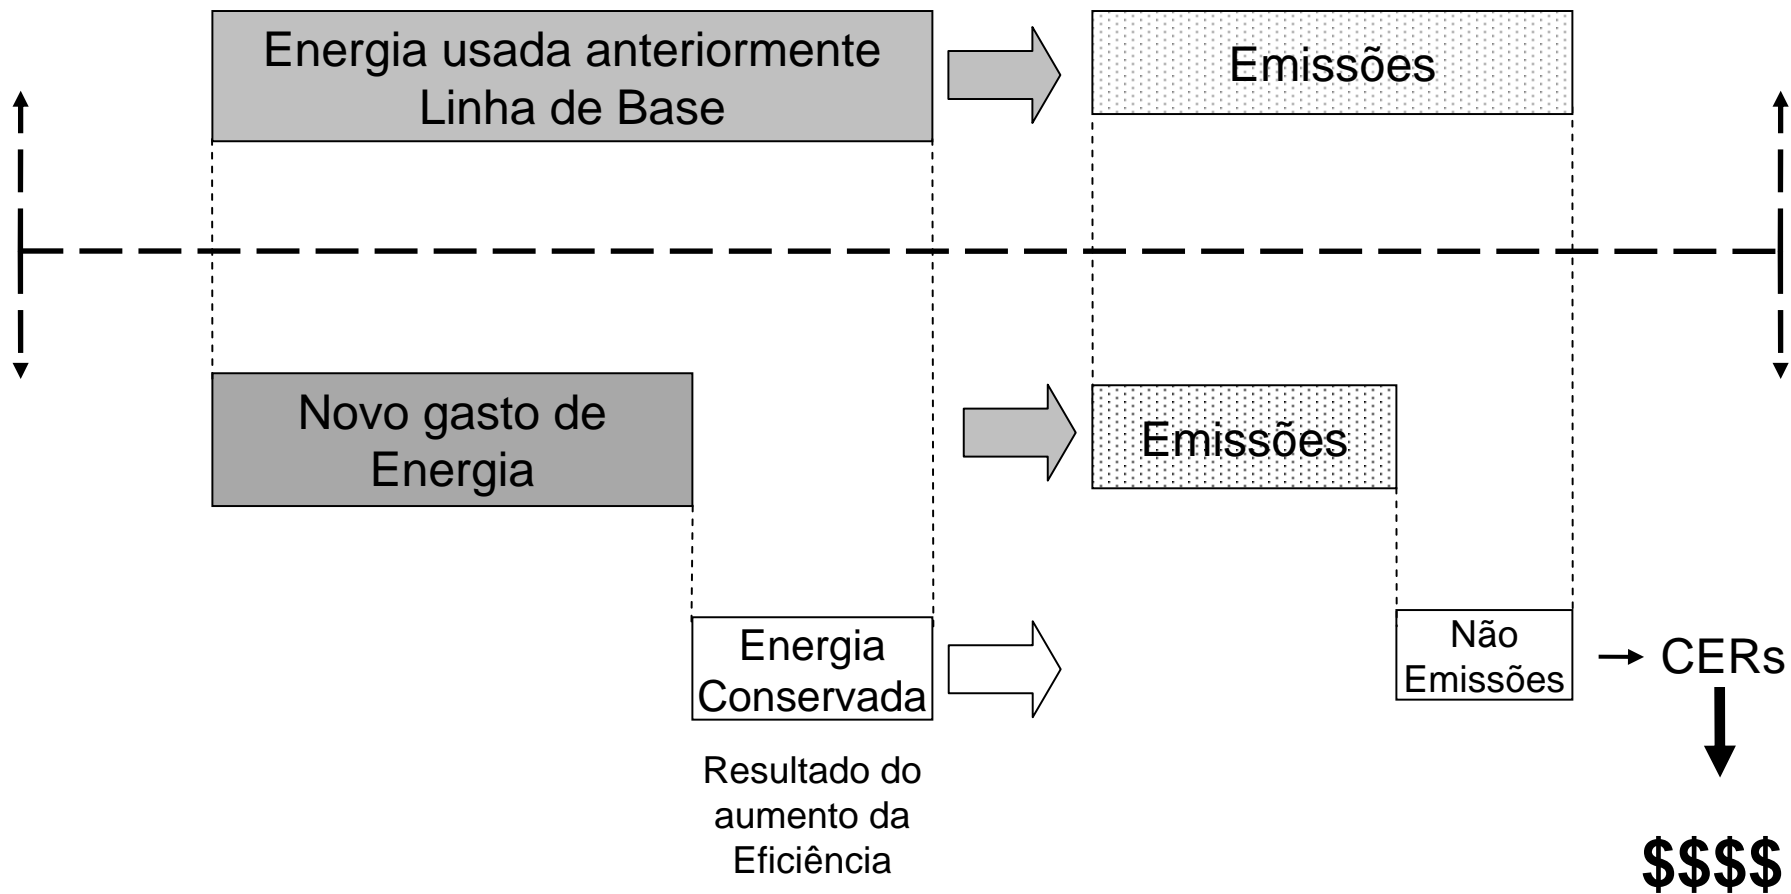 Energia usada anteriormente
Linha de Base
Emissões
Novo gasto de
Energia
Emissões
Energia
Conservada
Não
Emissões
CERs
Resultado do
aumento da
Eficiência
$$$$